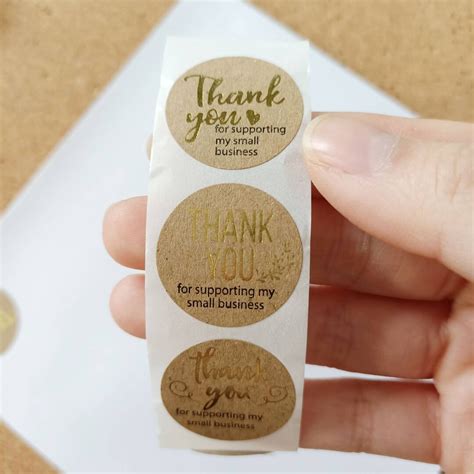 Thank
you
for supporting
my small
business
THANK
YOU
for supporting my
small business
thank
you
for supporting my
small business